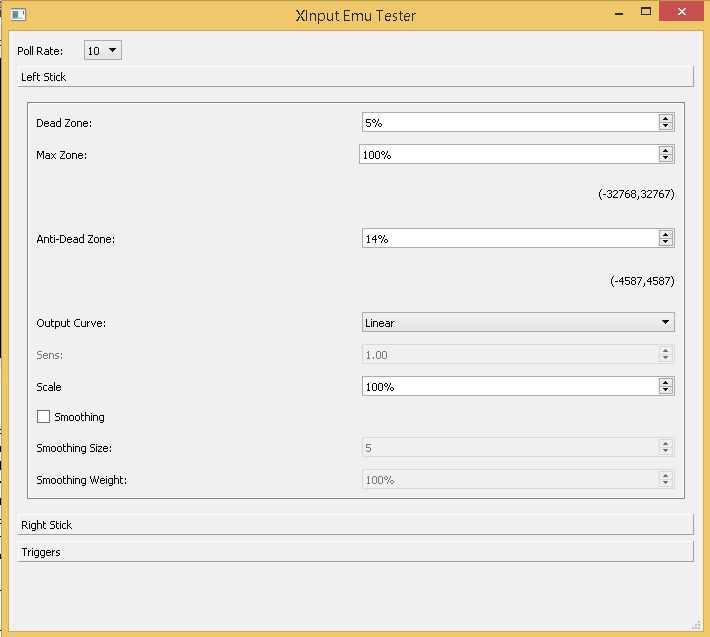 XInput Emu Tester
Poll Rate: 10
Left Stick
Dead Zone: 5%
Max Zone: 100%
(-32768,32767)
Anti-Dead Zone: 14%
(-4587,4587)
Output Curve: Linear
Sens: 1.00
Scale 100%
Smoothing
Smoothing Size: 5
Smoothing Weight: 100%
Right Stick
Triggers